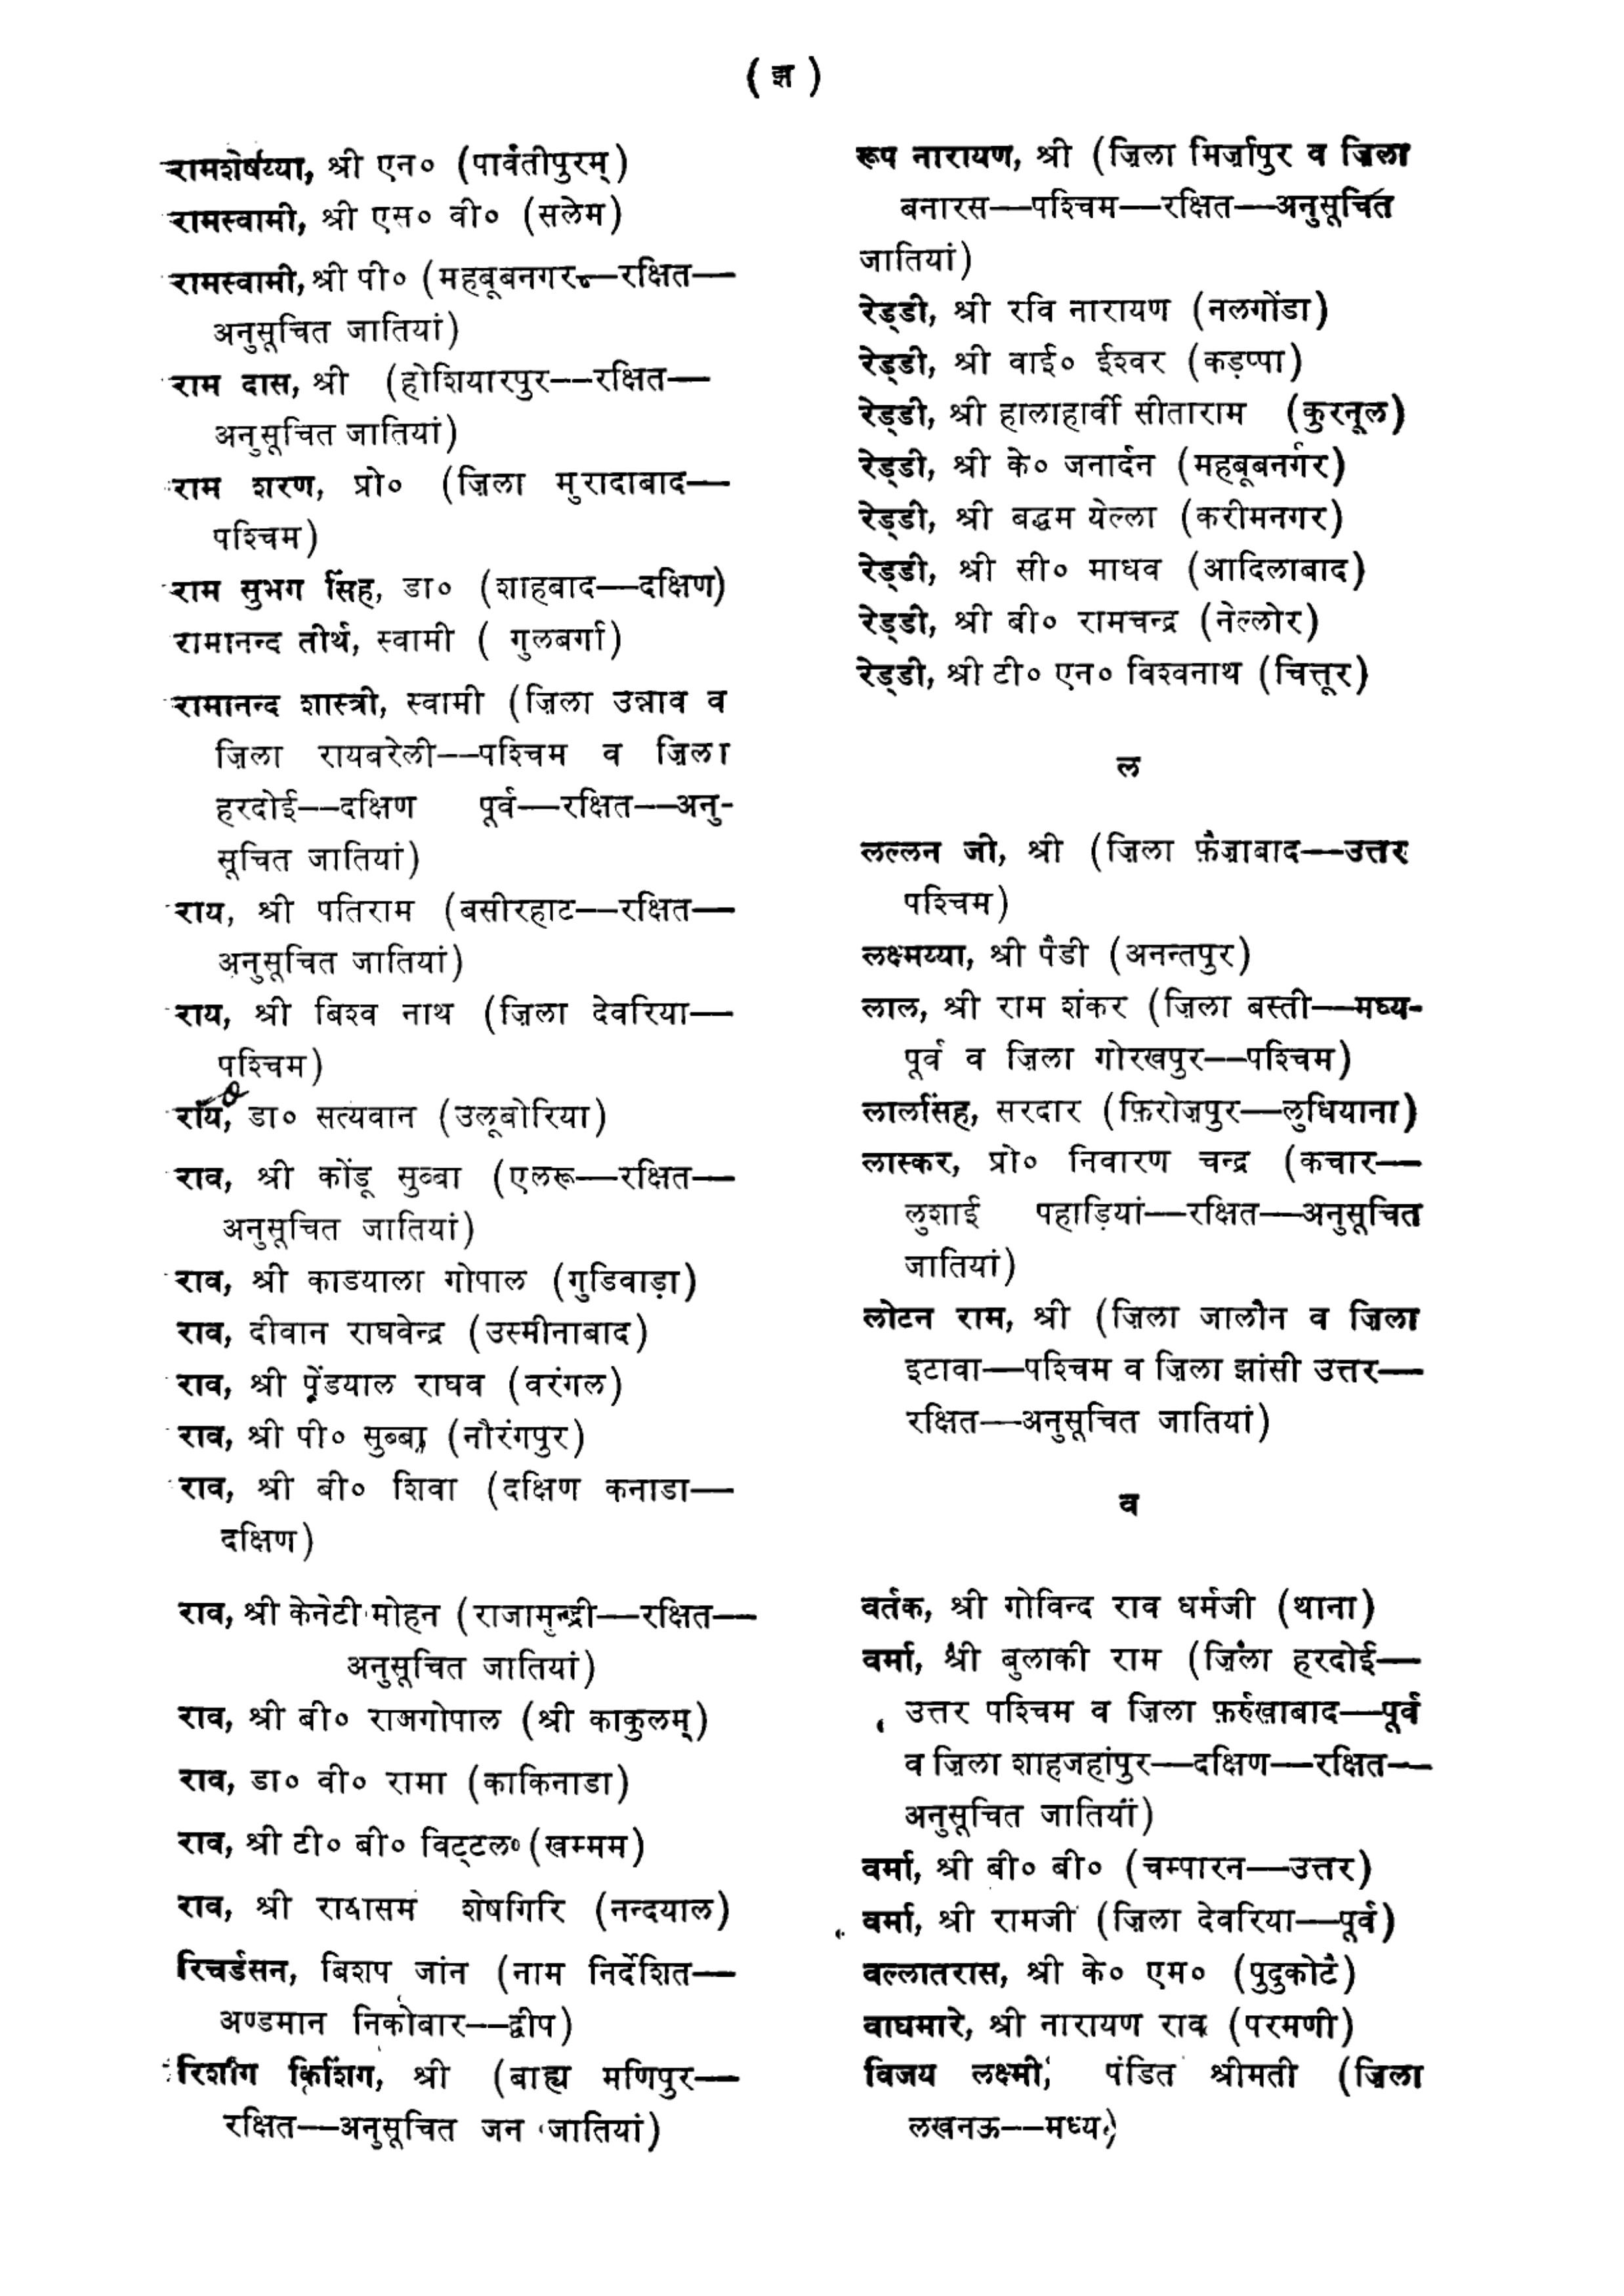 ( झ )
रामशेषय्या, श्री एन० (पार्वतीपुरम्)
रामस्वामी, श्री एस० वी० (सलेम)
रामस्वामी, श्री पी० (महबूबनगर—रक्षित—
अनुसूचित जातियां)
राम दास, श्री (होशियारपुर—रक्षित—
अनुसूचित जातियां)
राम शरण, प्रो० (ज़िला मुरादाबाद—
पश्चिम)
राम सुभग सिंह, डा० (शाहबाद—दक्षिण)
रामानन्द तीर्थ, स्वामी ( गुलबर्गा)
रामानन्द शास्त्री, स्वामी (ज़िला उन्नाव व
ज़िला रायबरेली—पश्चिम व ज़िला
हरदोई—दक्षिण पूर्व—रक्षित—अनु-
सूचित जातियां)
राय, श्री पतिराम (बसीरहाट—रक्षित—
अनुसूचित जातियां)
राय, श्री बिश्व नाथ (ज़िला देवरिया—
पश्चिम)
राय, डा० सत्यवान (उलूबोरिया)
राव, श्री कोंडू सुब्बा (एलरू—रक्षित—
अनुसूचित जातियां)
राव, श्री काडयाला गोपाल (गुडिवाड़ा)
राव, दीवान राघवेन्द्र (उस्मीनाबाद)
राव, श्री पेंडयाल राघव (वरंगल)
राव, श्री पी० सुब्बा (नौरंगपुर)
राव, श्री बी० शिवा (दक्षिण कनाडा—
दक्षिण)
राव, श्री केनेटी मोहन (राजामुन्द्री—रक्षित—
अनुसूचित जातियां)
राव, श्री बी० राजगोपाल (श्री काकुलम्)
राव, डा० वी० रामा (काकिनाडा)
राव, श्री टी० बी० विट्टल (खम्मम)
राव, श्री शेषगिरि (नन्दयाल)
रिचर्डसन, बिशप जांन (नाम निर्देशित—
अण्डमान निकोबार—द्वीप)
रिशांग किशिंग, श्री (बाह्य मणिपुर—
रक्षित—अनुसूचित जन जातियां)
रूप नारायण, श्री (ज़िला मिर्ज़ापुर व ज़िला
बनारस—पश्चिम—रक्षित—अनुसूचित
जातियां)
रेड्डी, श्री रवि नारायण (नलगोंडा)
रेड्डी, श्री वाई० ईश्वर (कड़प्पा)
रेड्डी, श्री हालाहार्वी सीताराम (कुरनूल)
रेड्डी, श्री के० जनार्दन (महबूबनगर)
रेड्डी, श्री बद्धम येल्ला (करीमनगर)
रेड्डी, श्री सी० माधव (आदिलाबाद)
रेड्डी, श्री बी० रामचन्द्र (नेल्लोर)
रेड्डी, श्री टी० एन० विश्वनाथ (चित्तूर)
ल
लल्लन जी, श्री (ज़िला फ़ैज़ाबाद—उत्तर
पश्चिम)
लक्ष्मय्या, श्री पैडी (अनन्तपुर)
लाल, श्री राम शंकर (ज़िला बस्ती—मध्य-
पूर्व व ज़िला गोरखपुर—पश्चिम)
लालसिंह, सरदार (फ़िरोज़पुर—लुधियाना)
लास्कर, प्रो० निवारण चन्द्र (कचार—
लुशाई पहाड़ियां—रक्षित—अनुसूचित
जातियां)
लोटन राम, श्री (ज़िला जालौन व ज़िला
इटावा—पश्चिम व ज़िला झांसी उत्तर—
रक्षित—अनुसूचित जातियां)
व
वर्तक, श्री गोविन्द राव धर्मजी (थाना)
वर्मा, श्री बुलाकी राम (ज़िला हरदोई—
उत्तर पश्चिम व ज़िला फ़र्रुख़ाबाद—पूर्व
व ज़िला शाहजहांपुर—दक्षिण—रक्षित—
अनुसूचित जातियां)
वर्मा, श्री बी० बी० (चम्पारन—उत्तर)
वर्मा, श्री रामजी (ज़िला देवरिया—पूर्व)
वल्लातरास, श्री के० एम० (पुदुकोटै)
वाघमारे, श्री नारायण राव (परमणी)
विजय लक्ष्मी, पंडित श्रीमती (ज़िला
लखनऊ—मध्य)